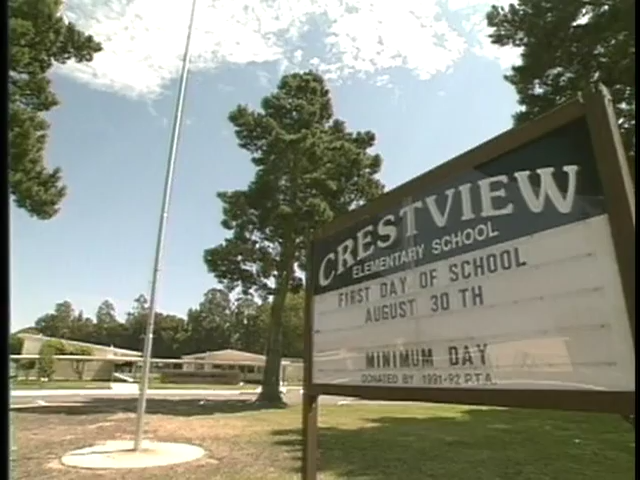 CRESTVIEW
ELEMENTARY SCHOOL
FIRST DAY OF SCHOOL
AUGUST 30 TH
MINIMUM DAY
DONATED BY 1991-92 P.T.A.